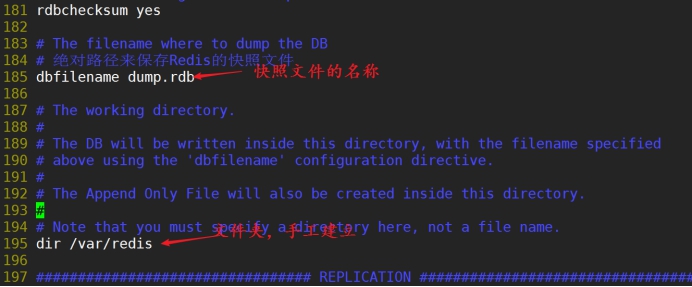 181 rdbchecksum yes
182
183 # The filename where to dump the DB
184 # 绝对路径来保存Redis的快照文件
185 dbfilename dump.rdb
快照文件的名称
186
187 # The working directory.
188 #
189 # The DB will be written inside this directory, with the filename specified
190 # above using the 'dbfilename' configuration directive.
191 #
192 # The Append Only File will also be created inside this directory.
193 #
194 # Note that you must specify a directory here, not a file name.
文件夹，手工建立
195 dir /var/redis
196
197 ################################ REPLICATION #################################